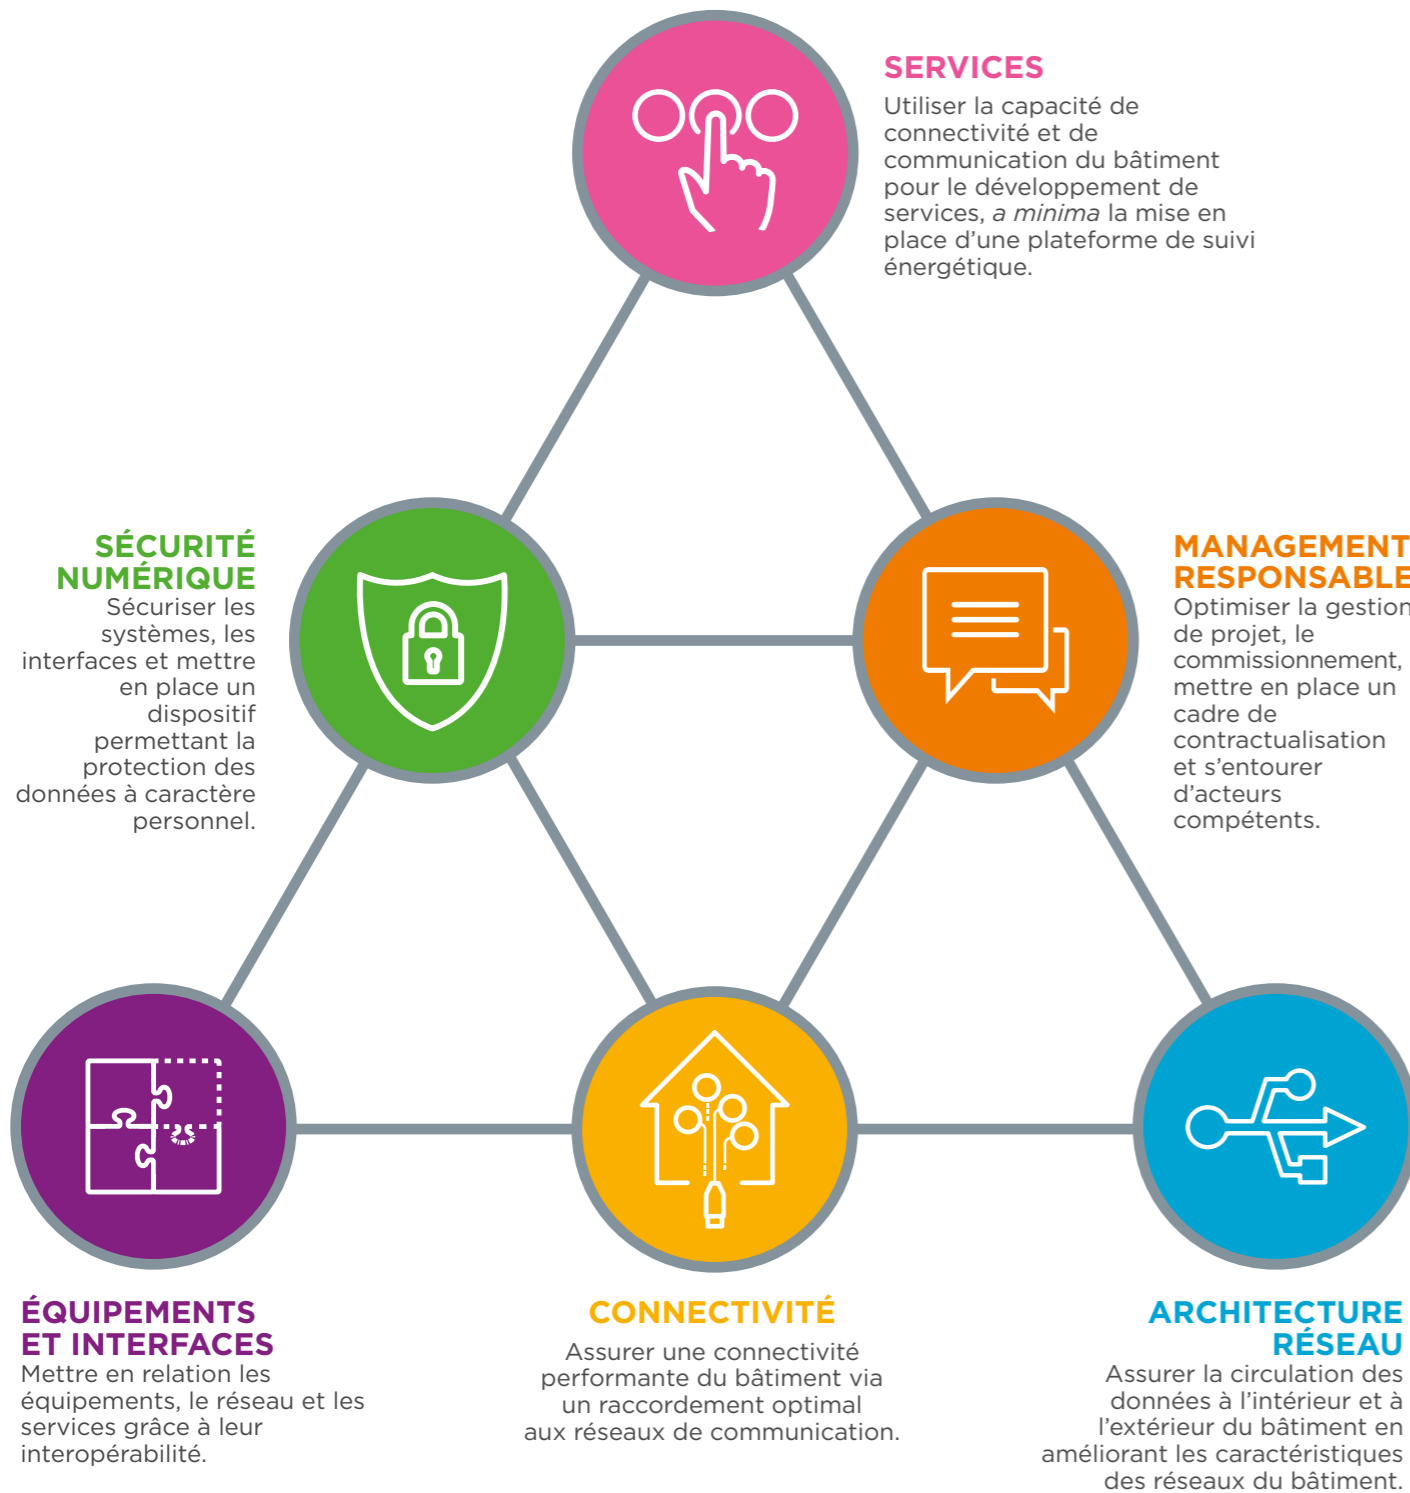 SERVICES
Utiliser la capacité de
connectivité et de
communication du bâtiment
pour le développement de
services, a minima la mise en
place d’une plateforme de suivi
énergétique.
SÉCURITÉ
NUMÉRIQUE
Sécuriser les
systèmes, les
interfaces et mettre
en place un
dispositif
permettant la
protection des
données à caractère
personnel.
MANAGEMENT
RESPONSABLE
Optimiser la gestion
de projet, le
commissionnement,
mettre en place un
cadre de
contractualisation
et s’entourer
d’acteurs
compétents.
ÉQUIPEMENTS
ET INTERFACES
Mettre en relation les
équipements, le réseau et les
services grâce à leur
interopérabilité.
CONNECTIVITÉ
Assurer une connectivité
performante du bâtiment via
un raccordement optimal
aux réseaux de communication.
ARCHITECTURE
RÉSEAU
Assurer la circulation des
données à l’intérieur et à
l’extérieur du bâtiment en
améliorant les caractéristiques
des réseaux du bâtiment.